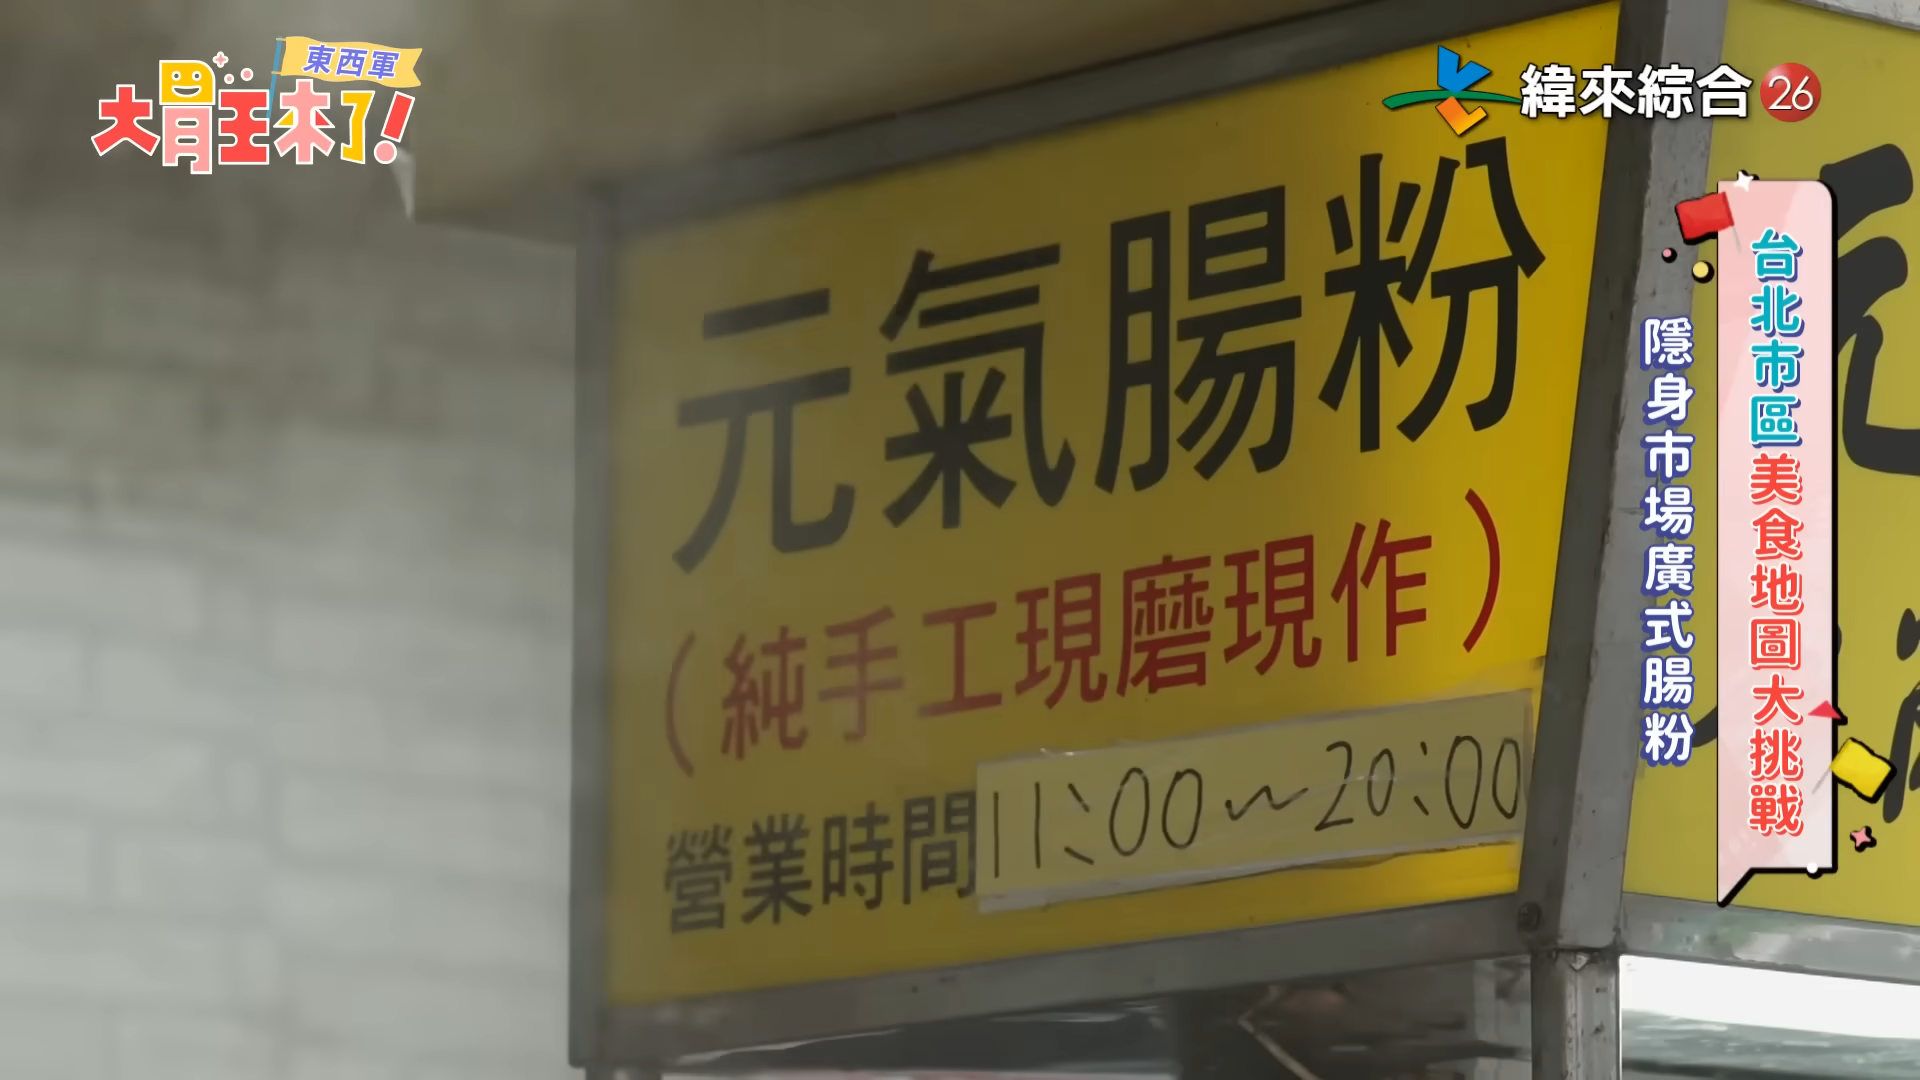 東西軍
大胃王來了!
緯來綜合 26
台北市區美食地圖大挑戰
隱身市場廣式腸粉
元氣腸粉
(純手工現磨現作)
營業時間 11:00~20:00